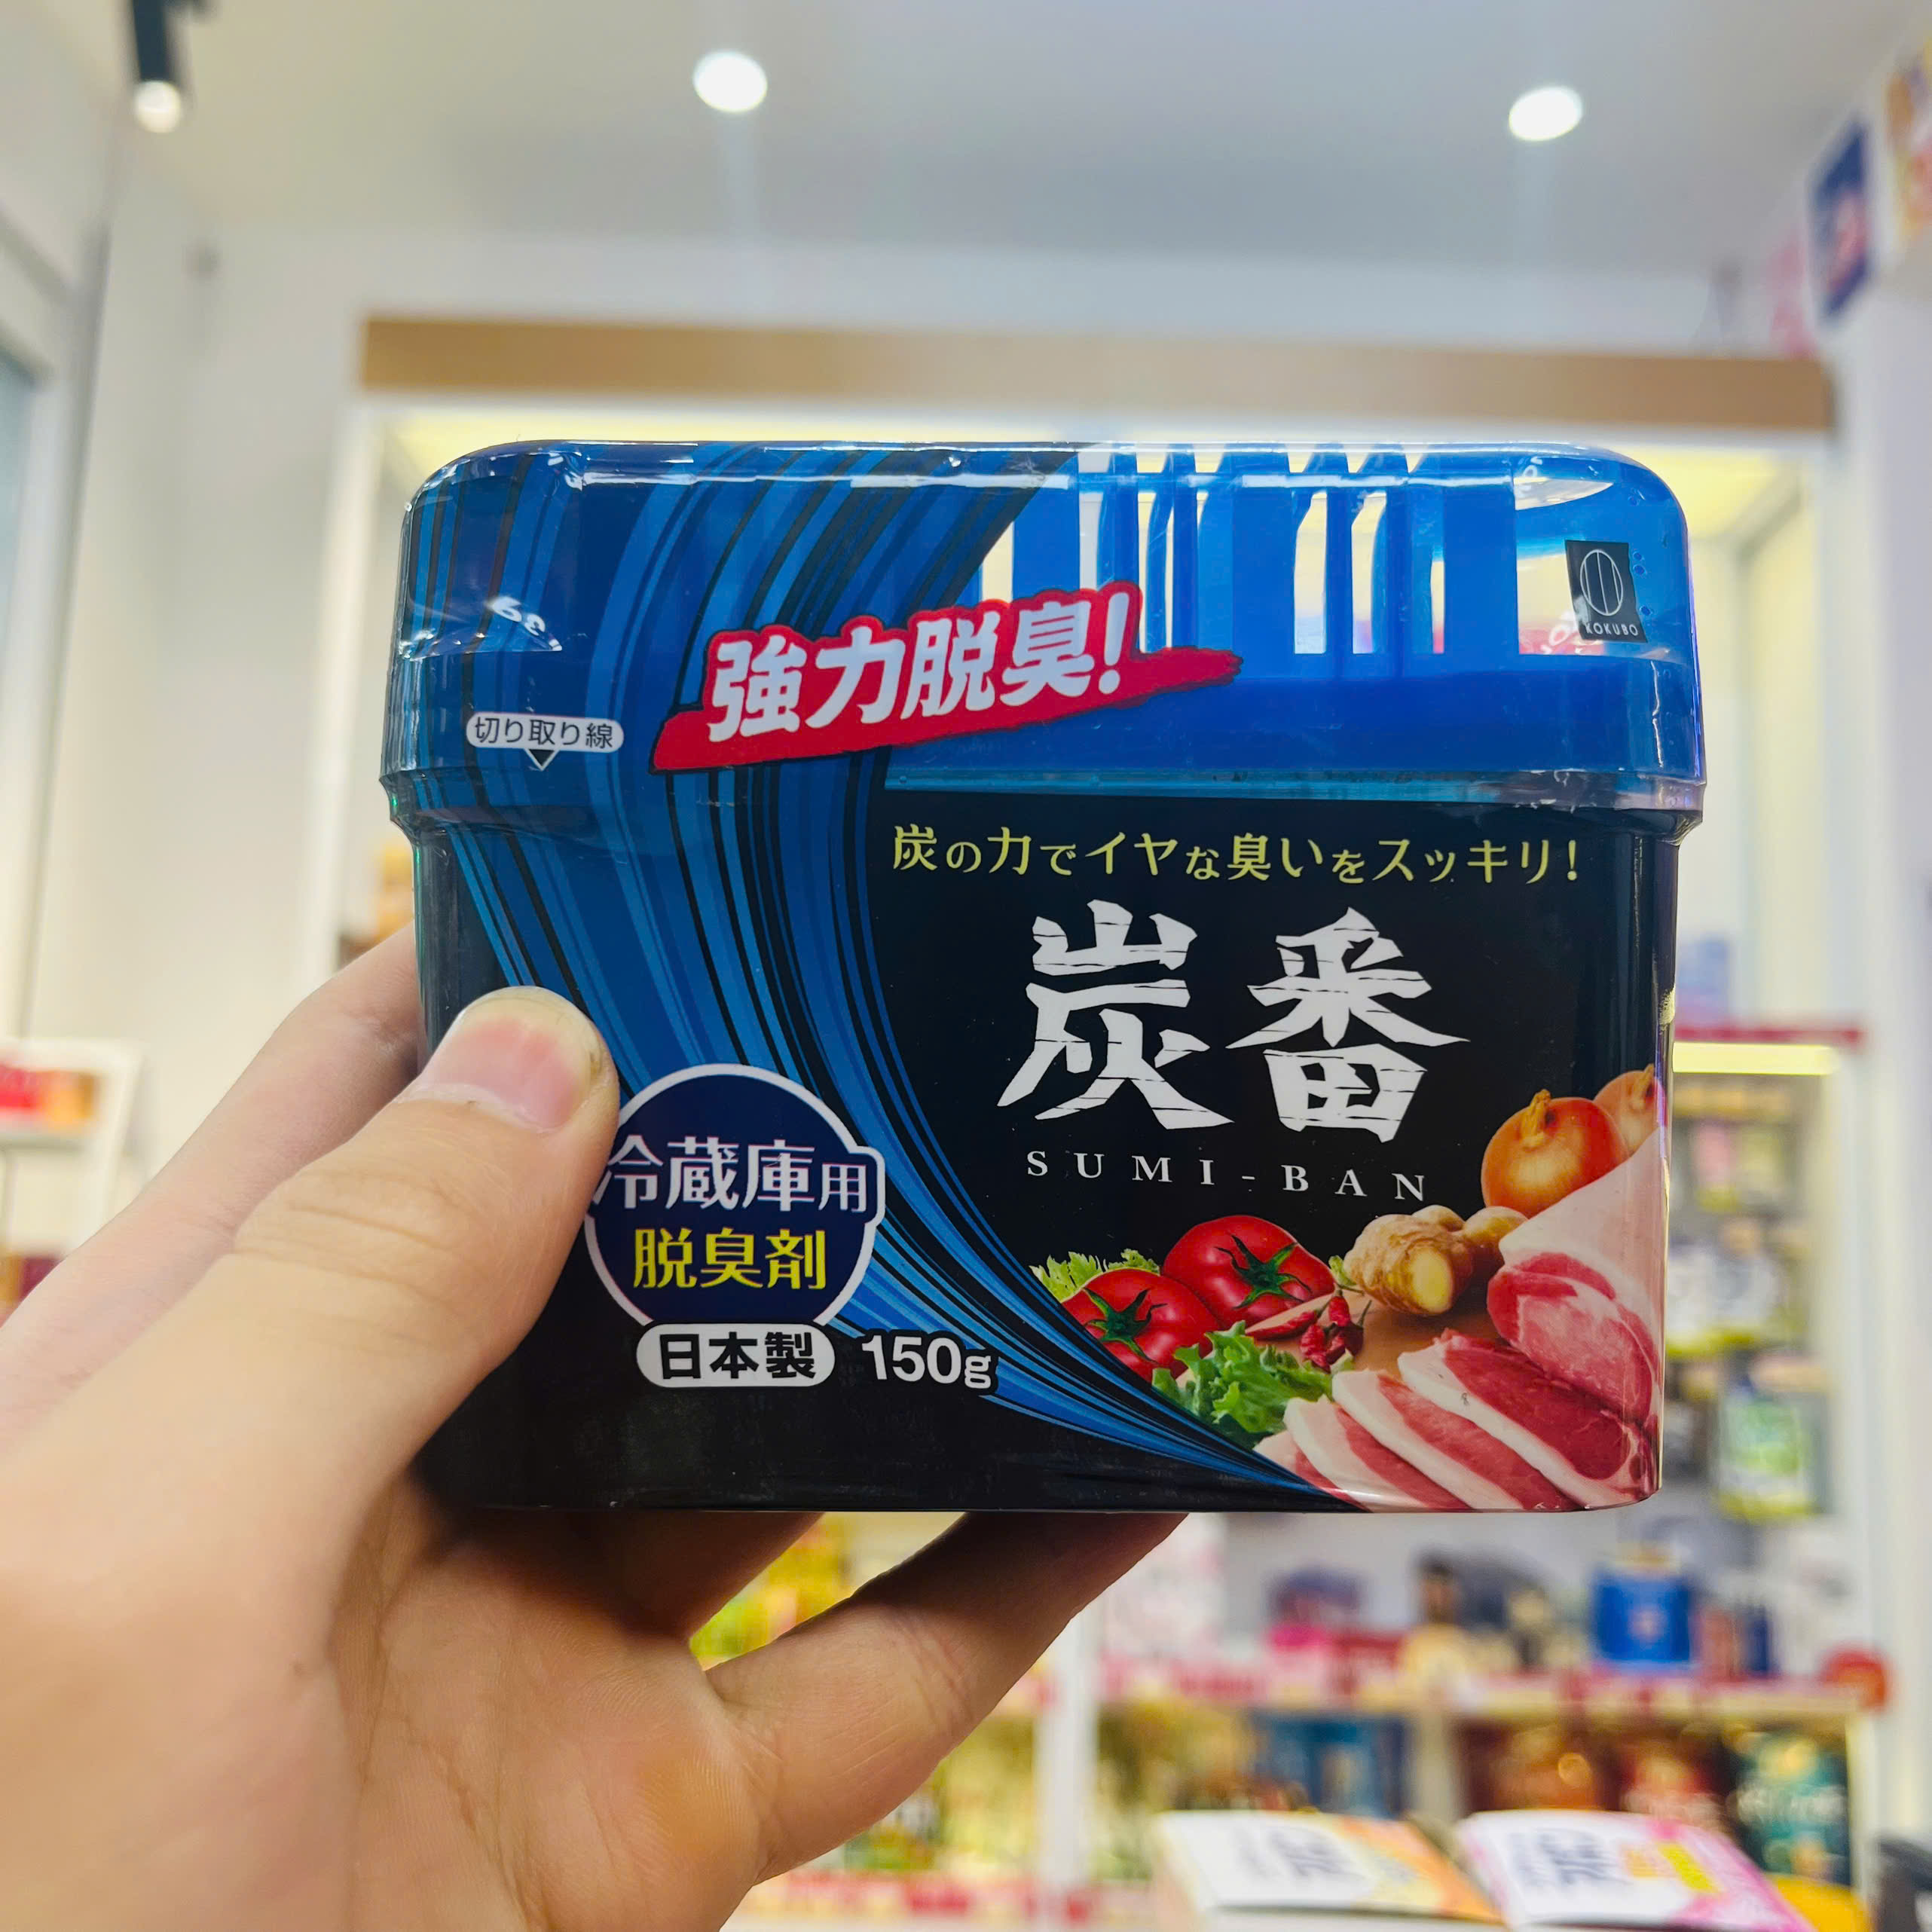 KOKUBO
強力脱臭!
切り取り線
炭の力でイヤな臭いをスッキリ!
炭番
SUMI-BAN
冷蔵庫用
脱臭剤
日本製 150g